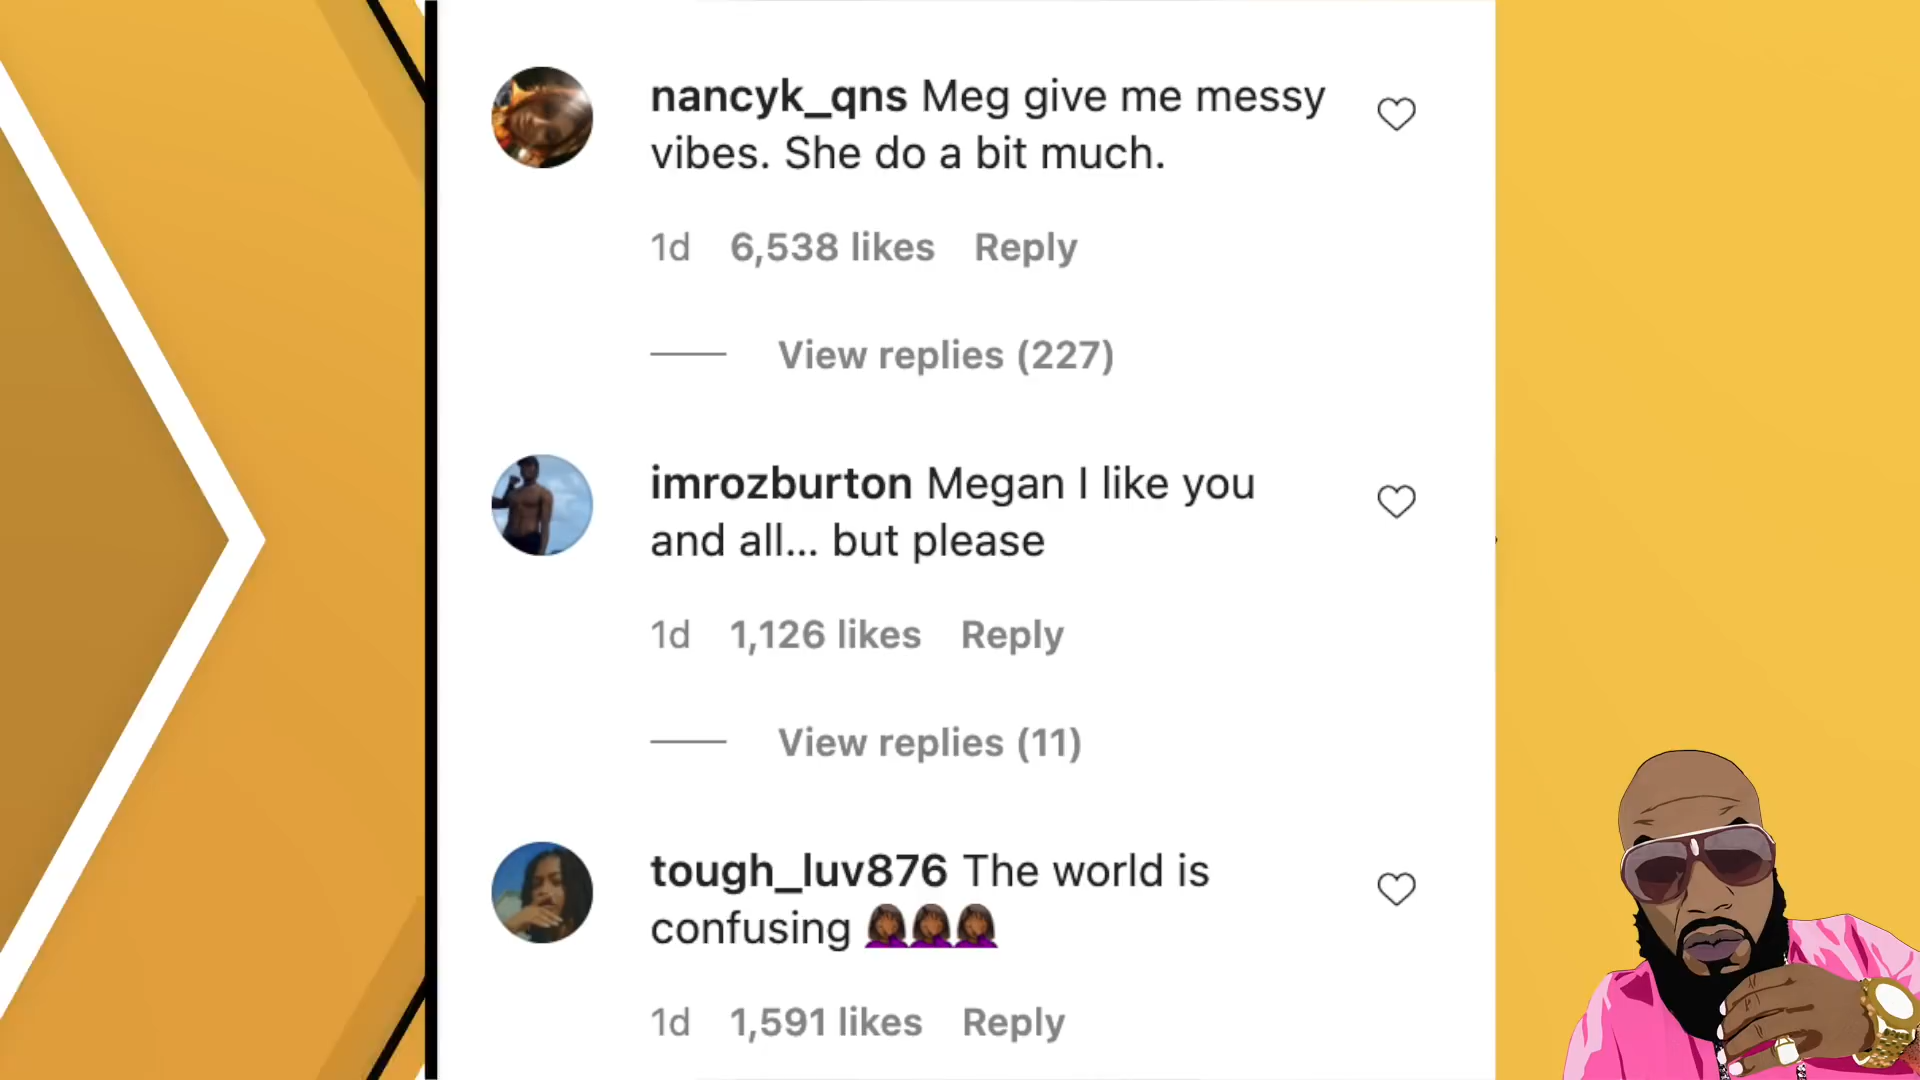 nancyk_qns Meg give me messy
vibes. She do a bit much.
1d 6,538 likes Reply
View replies (227)
imrozburton Megan I like you
and all... but please
1d 1,126 likes Reply
View replies (11)
tough_luv876 The world is
confusing 🤦🏾‍♀️🤦🏾‍♀️🤦🏾‍♀️
1d 1,591 likes Reply